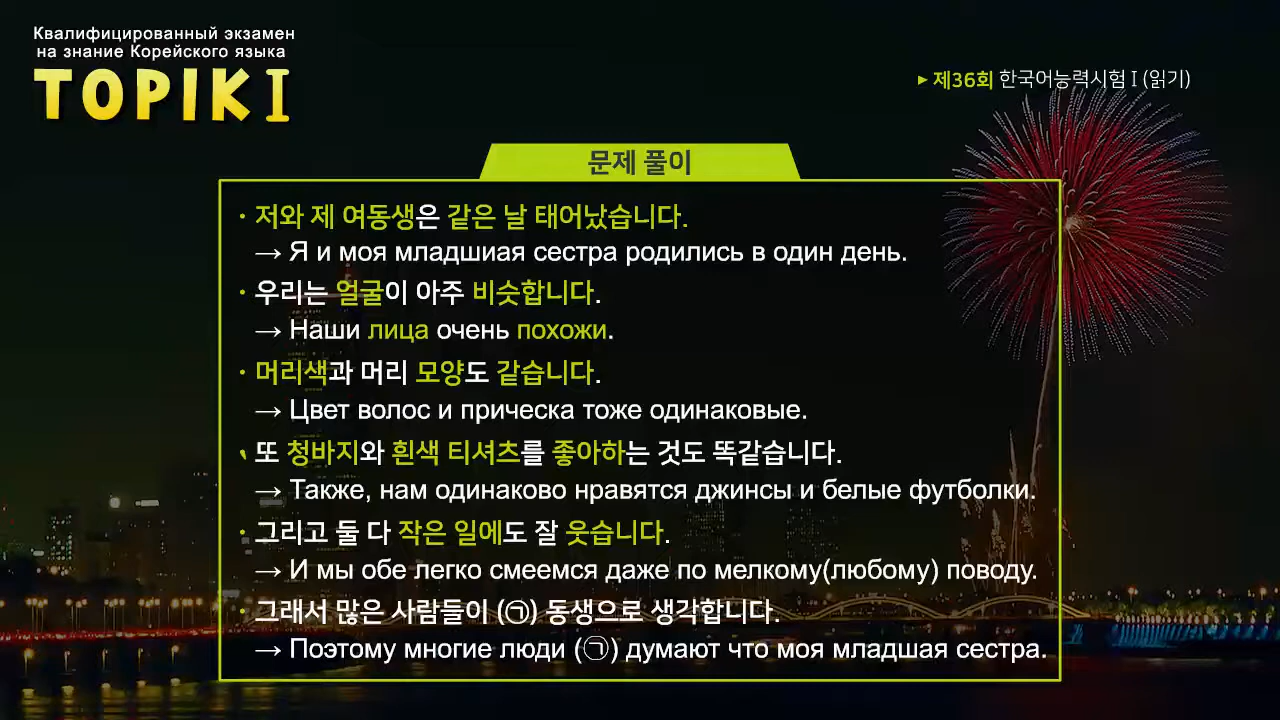 Квалифицированный экзамен
на знание Корейского языка
TOPIK I
▸ 제36회 한국어능력시험 I (읽기)
문제 풀이
· 저와 제 여동생은 같은 날 태어났습니다.
→ Я и моя младшиая сестра родились в один день.
· 우리는 얼굴이 아주 비슷합니다.
→ Наши лица очень похожи.
· 머리색과 머리 모양도 같습니다.
→ Цвет волос и прическа тоже одинаковые.
· 또 청바지와 흰색 티셔츠를 좋아하는 것도 똑같습니다.
→ Также, нам одинаково нравятся джинсы и белые футболки.
· 그리고 둘 다 작은 일에도 잘 웃습니다.
→ И мы обе легко смеемся даже по мелкому(любому) поводу.
· 그래서 많은 사람들이 (㉠) 동생으로 생각합니다.
→ Поэтому многие люди (㉠) думают что моя младшая сестра.